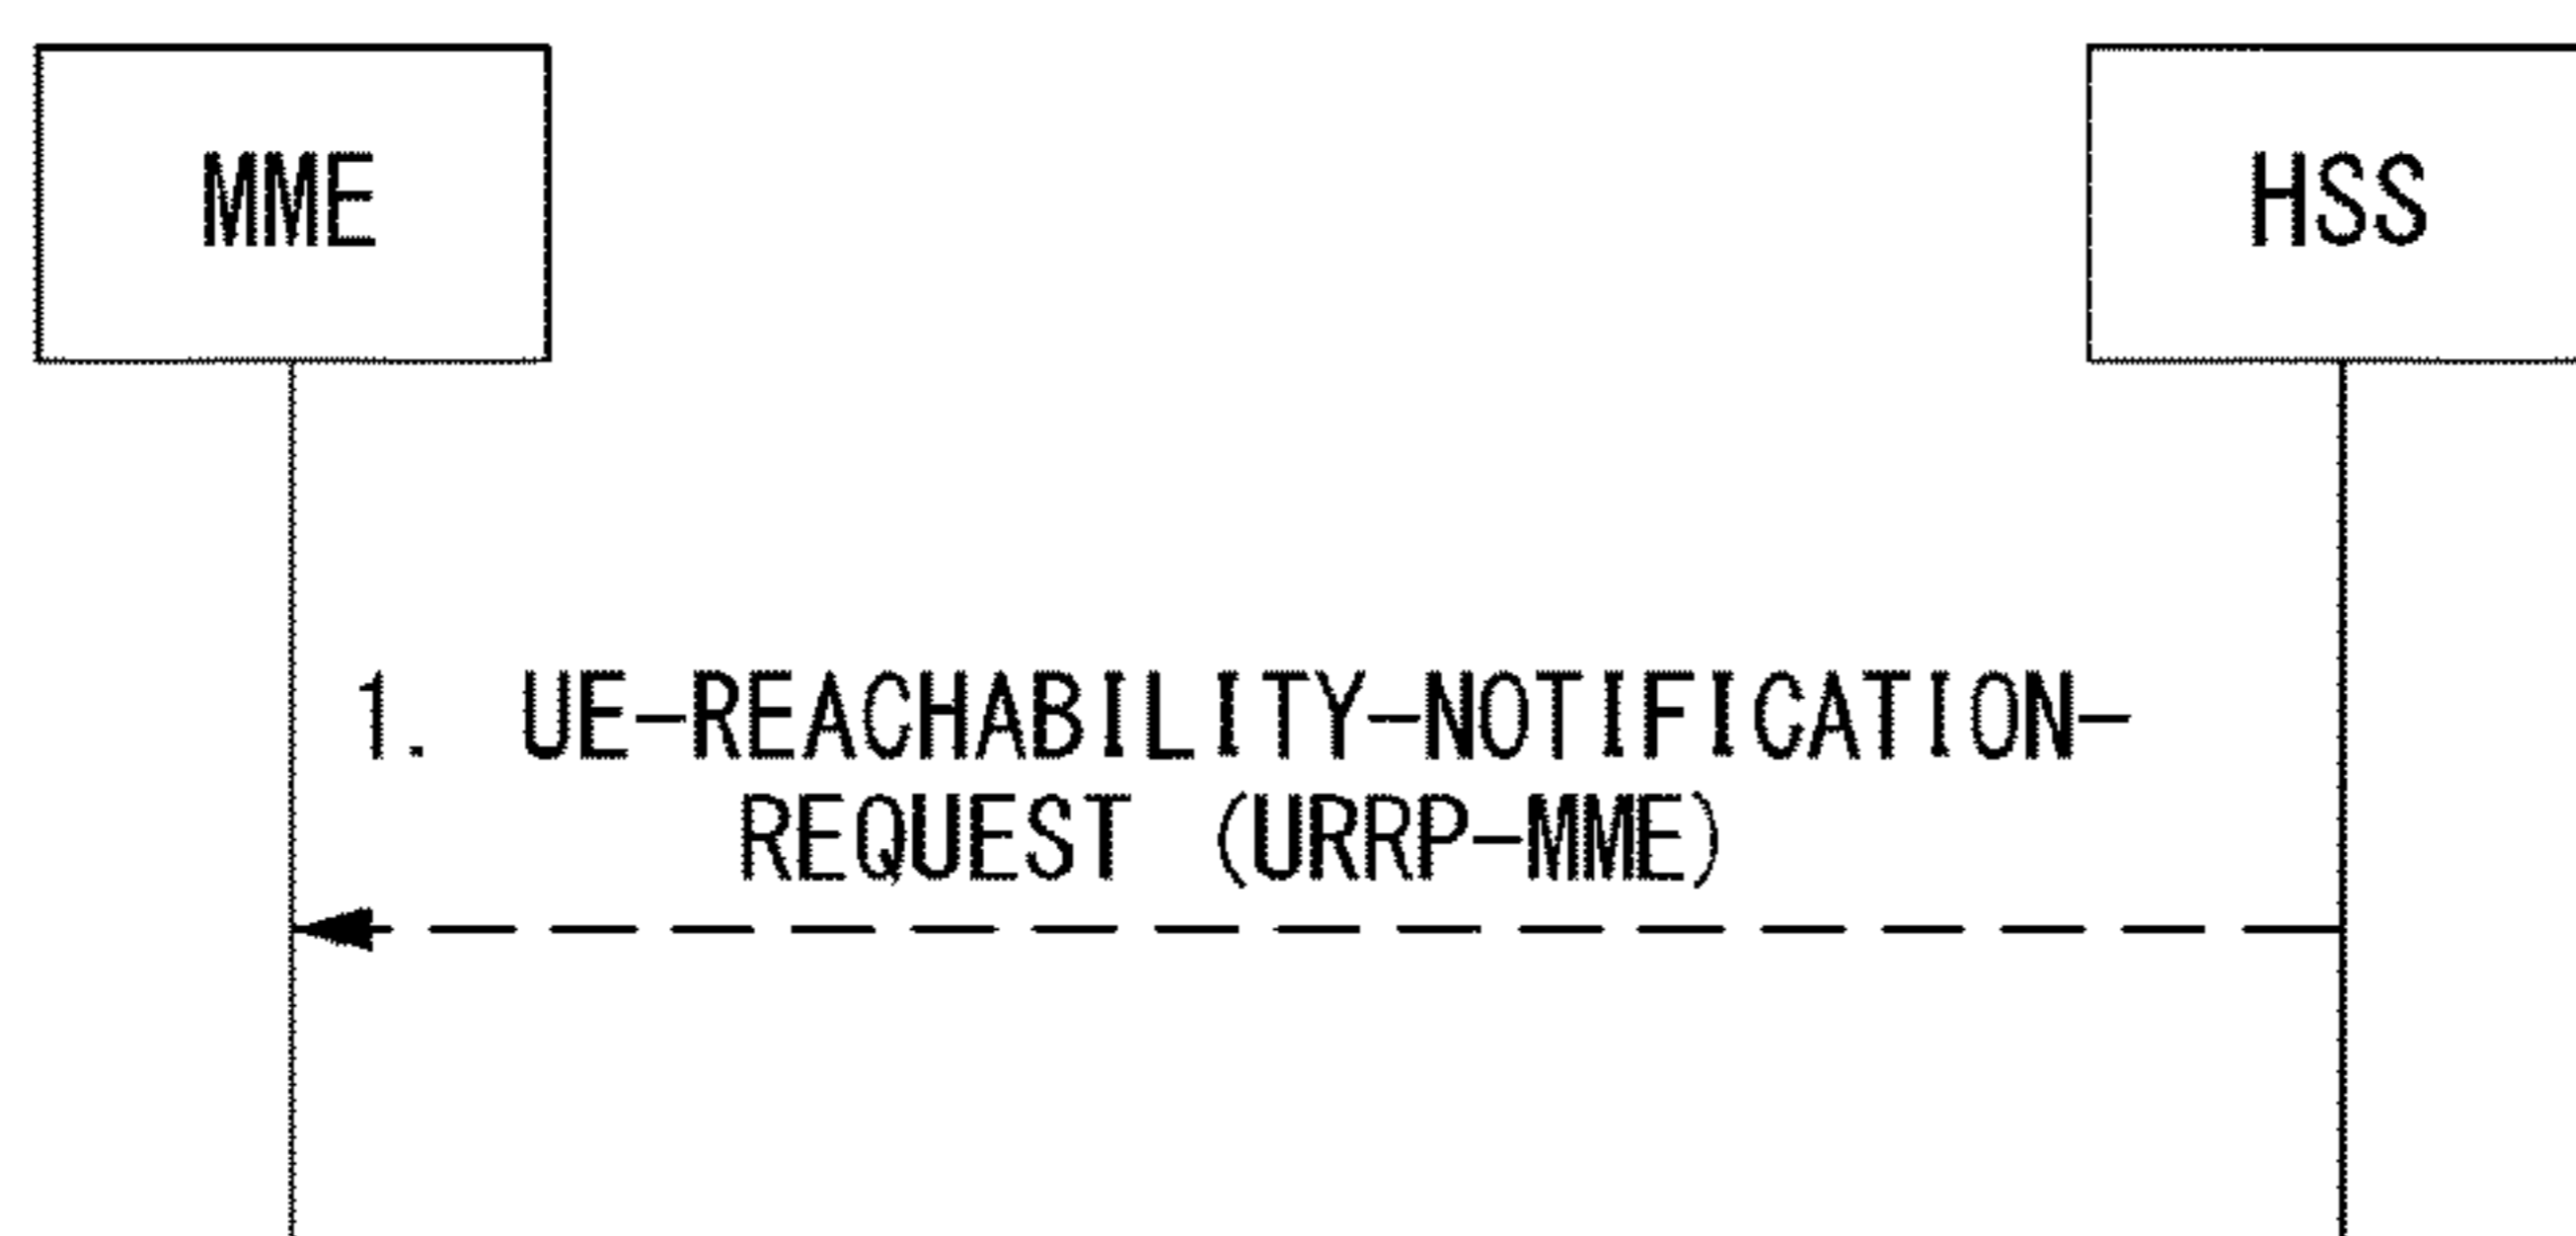 MME
HSS
1. UE-REACHABILITY-NOTIFICATION-
REQUEST (URRP-MME)